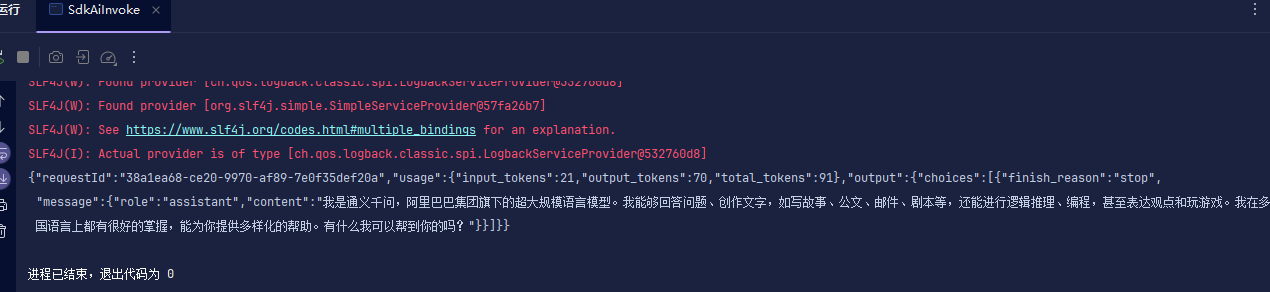 运行
SdkAiInvoke
SLF4J(W): Found provider [ch.qos.logback.classic.spi.LogbackServiceProvider@532760d8]
SLF4J(W): Found provider [org.slf4j.simple.SimpleServiceProvider@57fa26b7]
SLF4J(W): See https://www.slf4j.org/codes.html#multiple_bindings for an explanation.
SLF4J(I): Actual provider is of type [ch.qos.logback.classic.spi.LogbackServiceProvider@532760d8]
{"requestId":"38a1ea68-ce20-9970-af89-7e0f35def20a","usage":{"input_tokens":21,"output_tokens":70,"total_tokens":91},"output":{"choices":[{"finish_reason":"stop",
"message":{"role":"assistant","content":"我是通义千问，阿里巴巴集团旗下的超大规模语言模型。我能够回答问题、创作文字，如写故事、公文、邮件、剧本等，还能进行逻辑推理、编程，甚至表达观点和玩游戏。我在多
国语言上都有很好的掌握，能为你提供多样化的帮助。有什么我可以帮到你的吗？"}}]}}
进程已结束，退出代码为 0